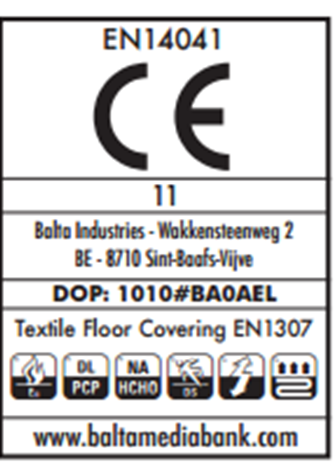 EN14041
CE
11
Balta Industries - Wakkensteenweg 2
BE - 8710 Sint-Baafs-Vijve
DOP: 1010#BA0AEL
Textile Floor Covering EN1307
DL NA
Efl PCP HCHO DS
www.baltamediabank.com